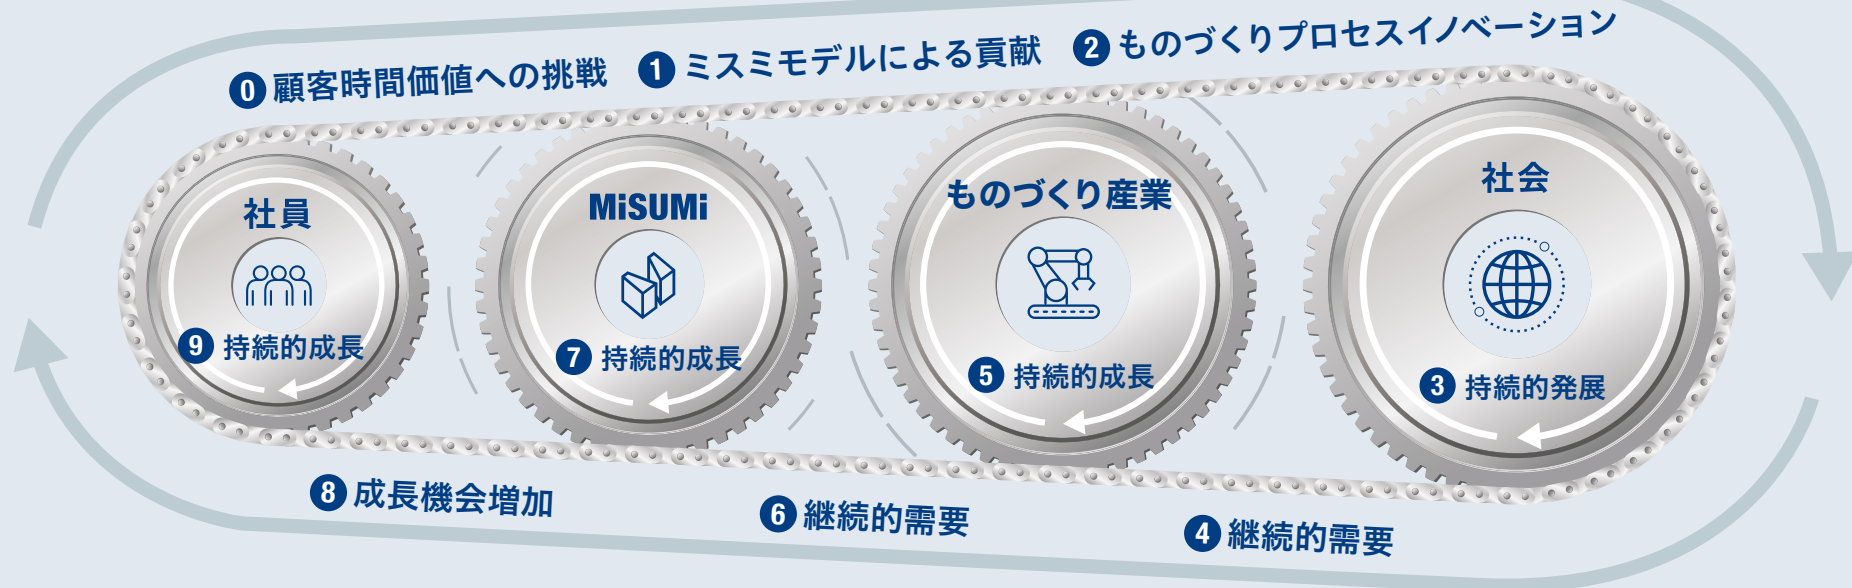 0 顧客時間価値への挑戦
1 ミスミモデルによる貢献
2 ものづくりプロセスイノベーション
社員
9 持続的成長
MiSUMi
7 持続的成長
ものづくり産業
5 持続的成長
社会
3 持続的発展
8 成長機会増加
6 継続的需要
4 継続的需要